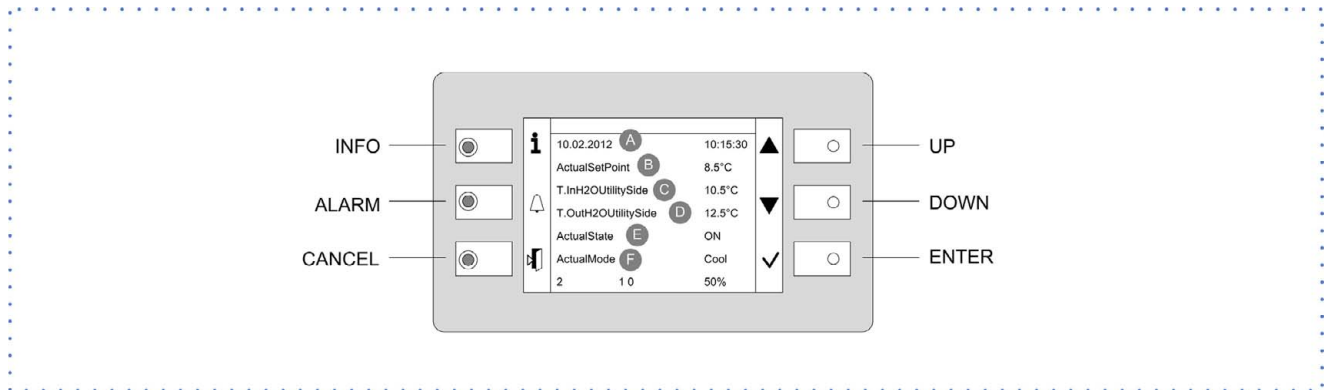 INFO
ALARM
CANCEL
i
10.02.2012 A 10:15:30
ActualSetPoint B 8.5°C
T.InH2OUtilitySide C 10.5°C
T.OutH2OUtilitySide D 12.5°C
ActualState E ON
ActualMode F Cool
2 1 0 50%
UP
DOWN
ENTER